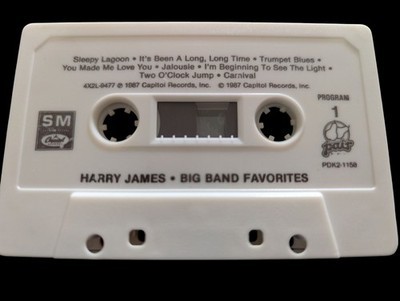 Sleepy Lagoon • It's Been A Long, Long Time • Trumpet Blues •
You Made Me Love You • Jalousie • I'm Beginning To See The Light •
Two O'Clock Jump • Carnival
4X2L-9477 ℗ 1987 Capitol Records, Inc. © 1987 Capitol Records, Inc.
PROGRAM
1
SM
Capitol
pair
PDK2-1158
HARRY JAMES • BIG BAND FAVORITES